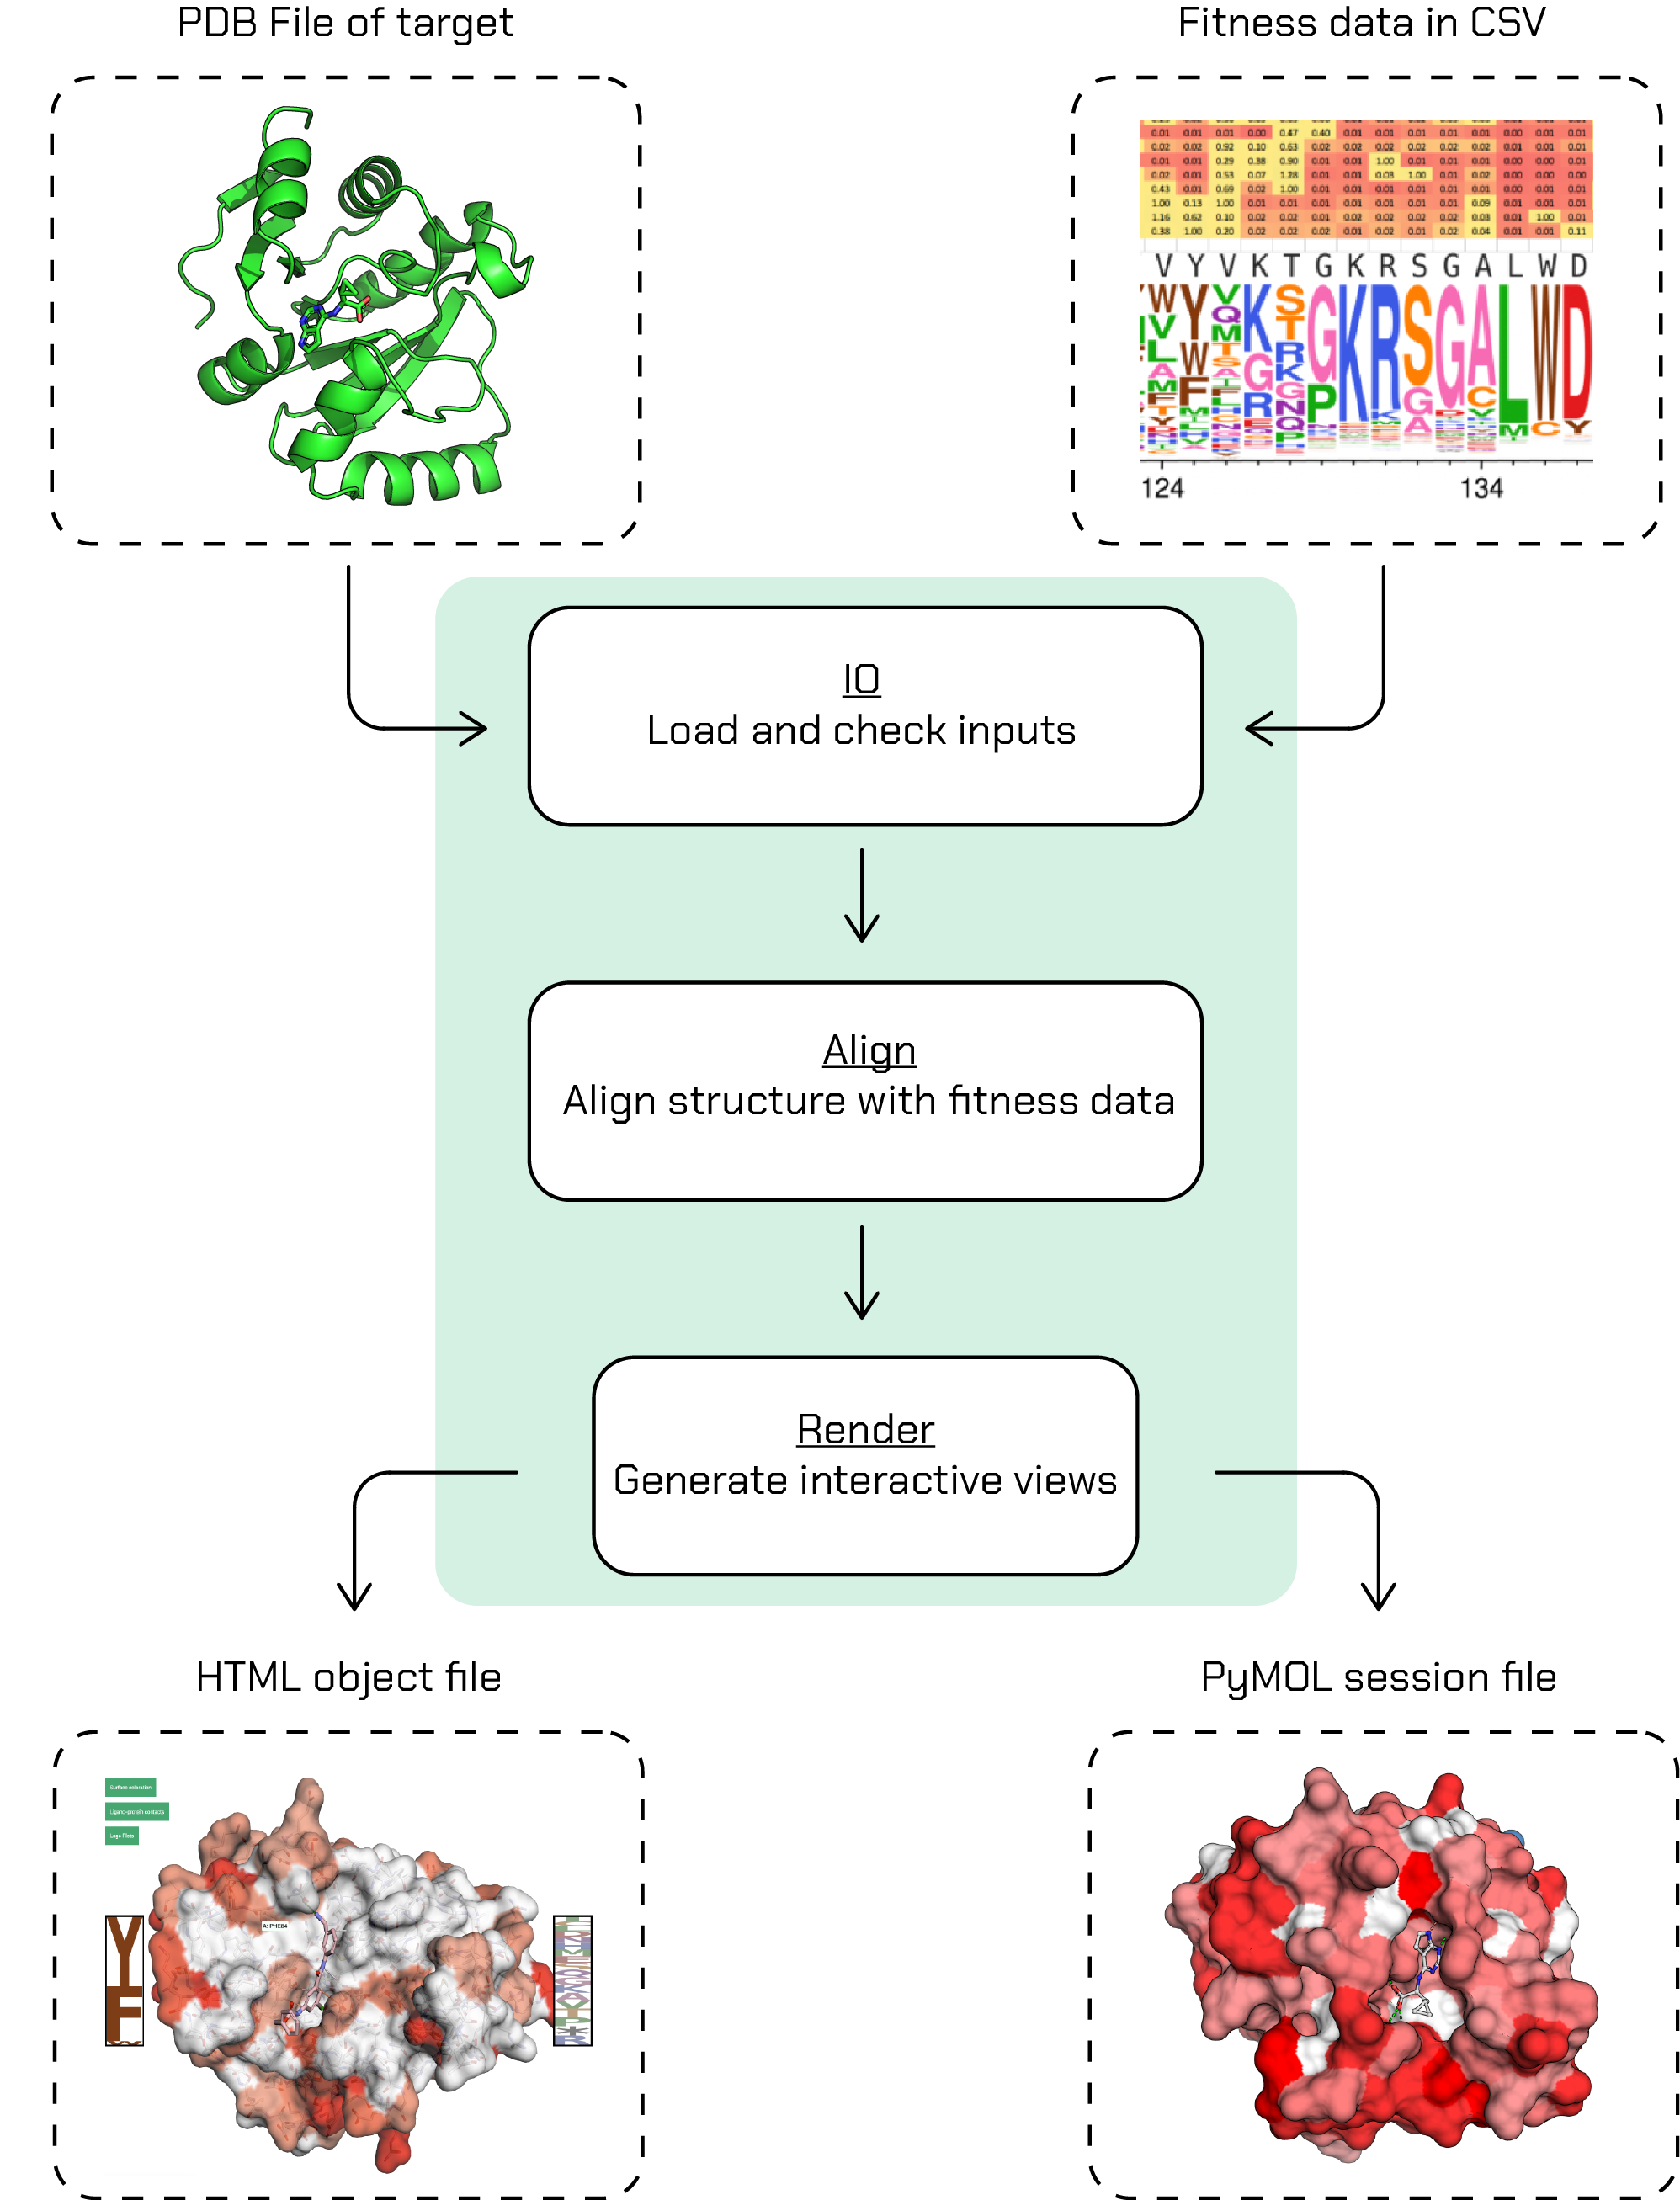 PDB File of target
Fitness data in CSV
0.01 0.01 0.01 0.00 0.47 0.40 0.01 0.01 0.01 0.01 0.01 0.00 0.01 0.01
0.02 0.02 0.92 0.10 0.63 0.02 0.02 0.02 0.02 0.02 0.02 0.01 0.01 0.01
0.01 0.01 0.29 0.38 0.90 0.01 0.01 1.00 0.01 0.01 0.01 0.00 0.00 0.01
0.02 0.01 0.53 0.07 1.28 0.01 0.01 0.03 1.00 0.01 0.02 0.00 0.00 0.00
0.43 0.01 0.69 0.02 1.00 0.01 0.01 0.01 0.01 0.01 0.01 0.00 0.01 0.01
1.00 0.13 1.00 0.01 0.01 0.01 0.01 0.01 0.01 0.01 0.09 0.01 0.01 0.01
1.16 0.62 0.10 0.02 0.02 0.01 0.02 0.02 0.02 0.02 0.03 0.01 1.00 0.01
0.38 1.00 0.20 0.02 0.02 0.02 0.01 0.02 0.01 0.02 0.04 0.01 0.01 0.11
V Y V K T G K R S G A L W D
W Y V K S G K R S G A L W D
124 134
IO
Load and check inputs
Align
Align structure with fitness data
Render
Generate interactive views
HTML object file
PyMOL session file
Surface coloration
Ligand-protein contacts
Logo Plots
A: PHE84
Y
F